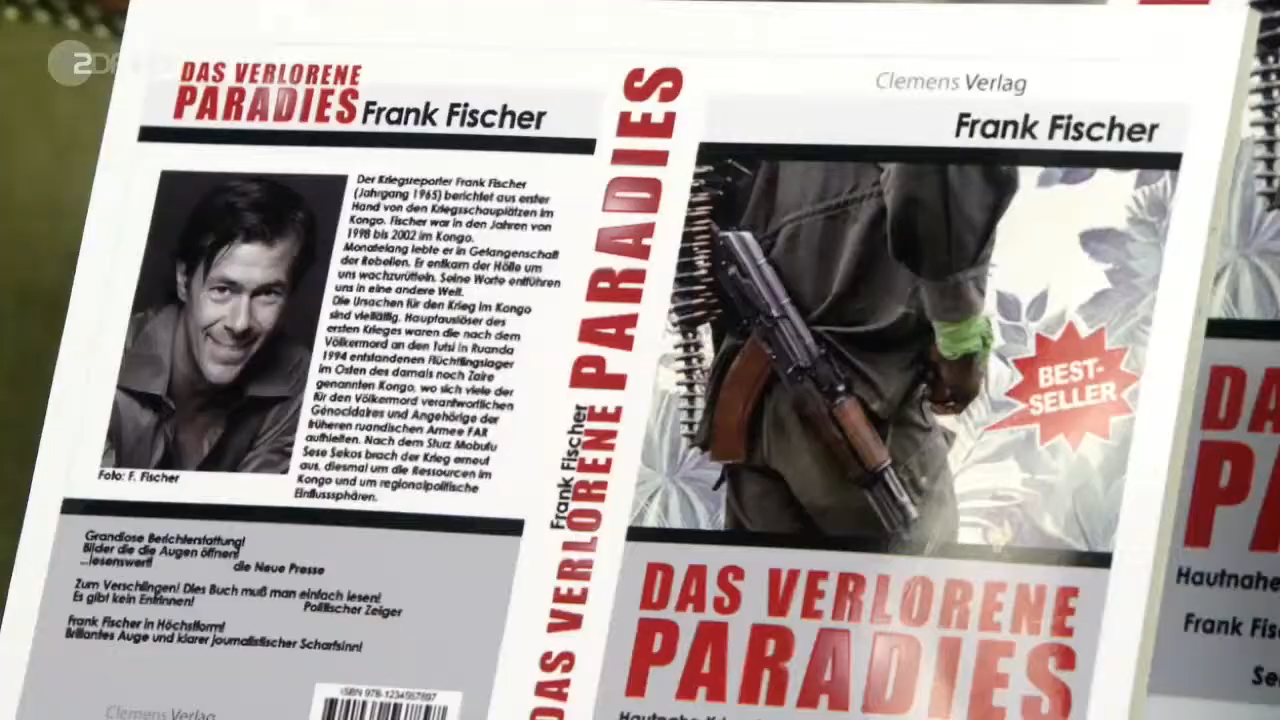 ZDF
DAS VERLORENE
PARADIES Frank Fischer
Der Kriegsreporter Frank Fischer
(Jahrgang 1965) berichtet aus erster
Hand von den Kriegsschauplätzen im
Kongo. Fischer war in den Jahren von
1998 bis 2002 im Kongo.
Monatelang lebte er in Gefangenschaft
der Rebellen. Er entkam der Hölle um
uns wachzurütteln. Seine Worte entführen
uns in eine andere Welt.
Die Ursachen für den Krieg im Kongo
sind vielfältig. Hauptauslöser des
ersten Krieges waren die nach dem
Völkermord an den Tutsi in Ruanda
1994 entstandenen Flüchtlingslager
im Osten des damals noch Zaire
genannten Kongo, wo sich viele der
für den Völkermord verantworflichen
Génocidaires und Angehörige der
früheren ruandischen Armee FAR
aufhielten. Nach dem Sturz Mobutu
Sese Sekos brach der Krieg erneut
aus, diesmal um die Ressourcen im
Kongo und um regionalpolitische
Einflusssphären.
Foto: F. Fischer
Grandiose Berichterstattung!
Bilder die die Augen öffnen!
...lesenswert! die Neue Presse
Zum Verschlingen! Dies Buch muß man einfach lesen!
Es gibt kein Entrinnen! Politischer Zeiger
Frank Fischer in Höchstform!
Brillantes Auge und klarer journalistischer Scharfsinn!
Clemens Verlag
ISBN 978-1234567897
Frank Fischer
DAS VERLORENE PARADIES
Clemens Verlag
Frank Fischer
BEST-
SELLER
DAS VERLORENE
PARADIES
Hautnahe
DA
PA
Hautnahe
Frank Fis
Se